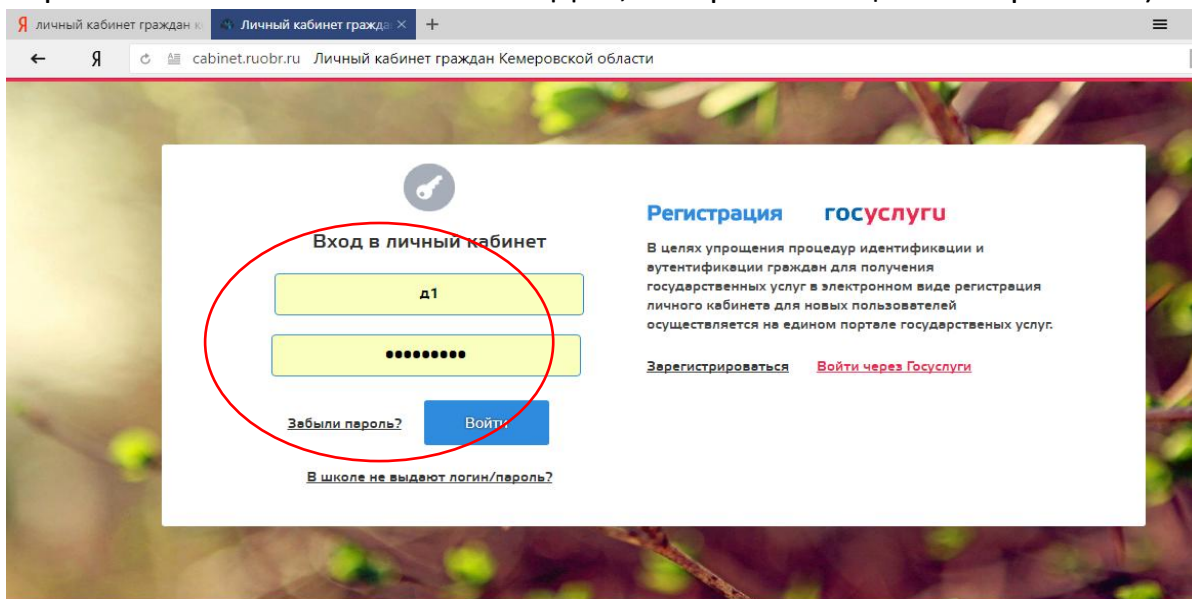 личный кабинет граждан к
Личный кабинет гражда
cabinet.ruobr.ru Личный кабинет граждан Кемеровской области
Вход в личный кабинет
д1
•••••••••
Забыли пароль?
Войти
В школе не выдают логин/пароль?
Регистрация
госуслуги
В целях упрощения процедур идентификации и
аутентификации граждан для получения
государственных услуг в электронном виде регистрация
личного кабинета для новых пользователей
осуществляется на едином портале государственых услуг.
Зарегистрироваться
Войти через Госуслуги